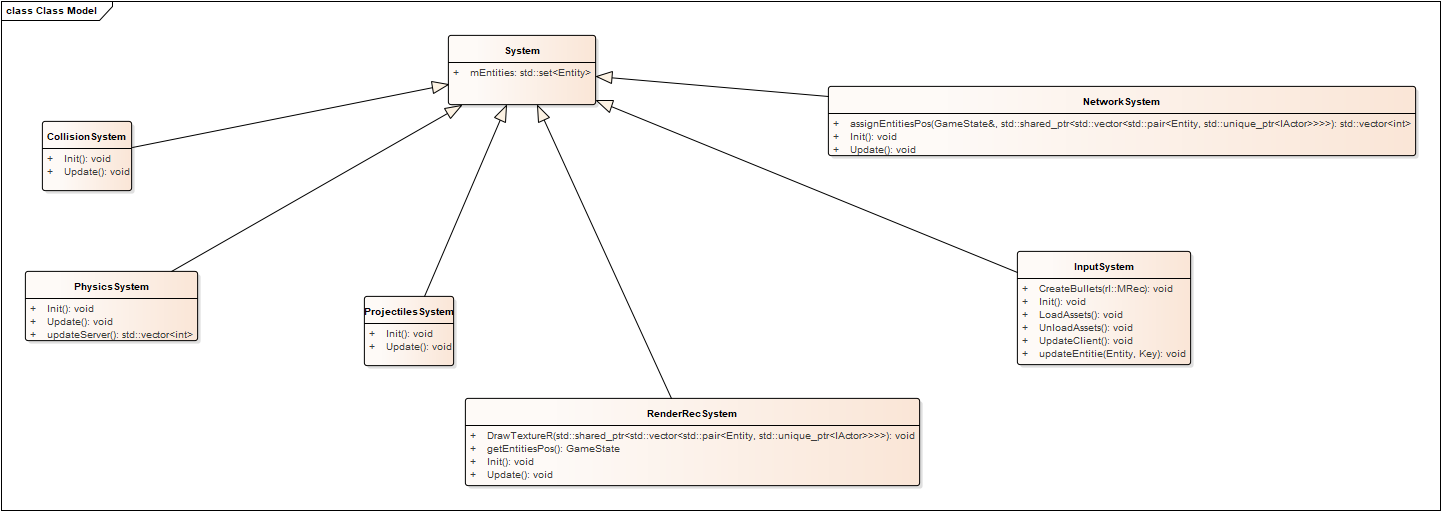 class Class Model
System
+ mEntities: std::set<Entity>
NetworkSystem
+ assignEntitiesPos(GameState&, std::shared_ptr<std::vector<std::pair<Entity, std::unique_ptr<IActor>>>>): std::vector<int>
+ Init(): void
+ Update(): void
CollisionSystem
+ Init(): void
+ Update(): void
PhysicsSystem
+ Init(): void
+ Update(): void
+ updateServer(): std::vector<int>
ProjectilesSystem
+ Init(): void
+ Update(): void
InputSystem
+ CreateBullets(rl::MRec): void
+ Init(): void
+ LoadAssets(): void
+ UnloadAssets(): void
+ UpdateClient(): void
+ updateEntitie(Entity, Key): void
RenderRecSystem
+ DrawTextureR(std::shared_ptr<std::vector<std::pair<Entity, std::unique_ptr<IActor>>>>): void
+ getEntitiesPos(): GameState
+ Init(): void
+ Update(): void